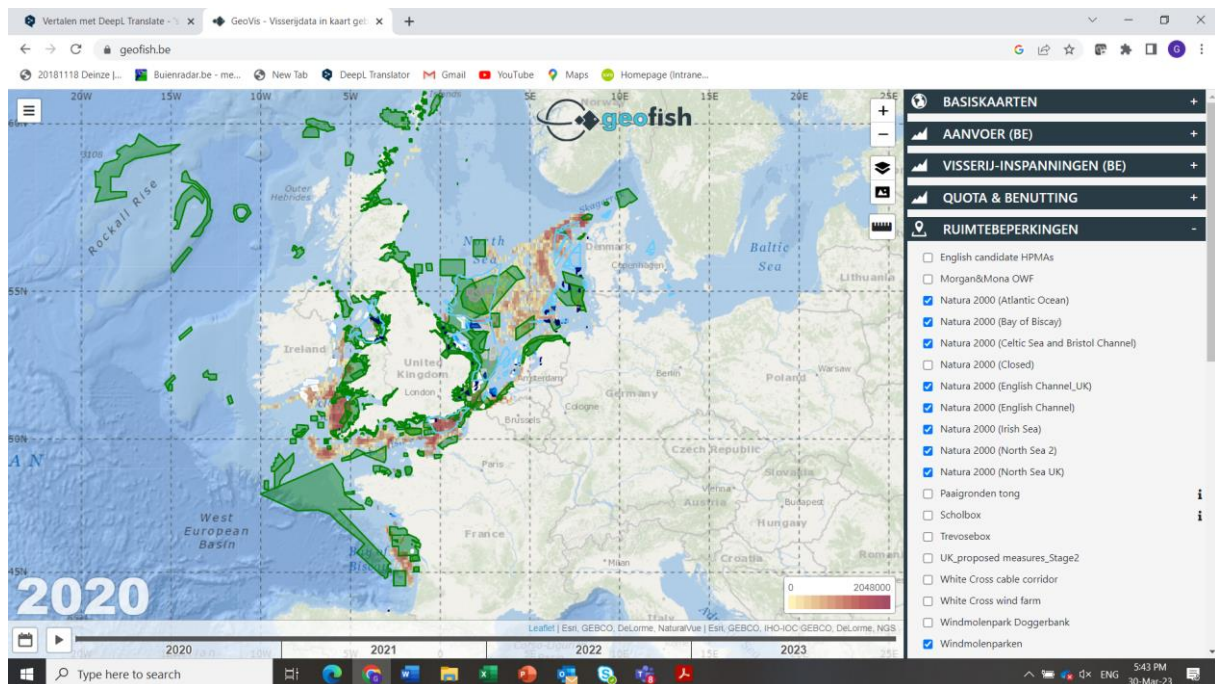 Vertalen met DeepL Translate -
GeoVis - Visserijdata in kaart geb
geofish.be
20181118 Deinze |...
Buienradar.be - me...
New Tab
DeepL Translator
Gmail
YouTube
Maps
Homepage (Intrane...
20W 15W 10W 5W 5E 10E 15E 20E 25E
geofish
Norway
Rockall Rise
Outer Hebrides
North Sea
Skagerrak
Denmark
Copenhagen
Baltic Sea
Lithuania
55N
Ireland
United Kingdom
London
Amsterdam
Berlin
Poland
Warsaw
Germany
Cologne
Brussels
50N
Czech Republic
Paris
Slovakia
Vienna
Austria
Budapest
Hungary
West European Basin
France
Bay of Biscay
Milan
Croatia
Roman
45N
Italy
2020
0 2048000
Leaflet | Esri, GEBCO, DeLorme, NaturalVue | Esri, GEBCO, IHO-IOC GEBCO, DeLorme, NGS
2020 2021 2022 2023
BASISKAARTEN +
AANVOER (BE) +
VISSERIJ-INSPANNINGEN (BE) +
QUOTA & BENUTTING +
RUIMTEBEPERKINGEN -
English candidate HPMAs
Morgan&Mona OWF
Natura 2000 (Atlantic Ocean)
Natura 2000 (Bay of Biscay)
Natura 2000 (Celtic Sea and Bristol Channel)
Natura 2000 (Closed)
Natura 2000 (English Channel_UK)
Natura 2000 (English Channel)
Natura 2000 (Irish Sea)
Natura 2000 (North Sea 2)
Natura 2000 (North Sea UK)
Paaigronden tong
Scholbox
Trevosebox
UK_proposed measures_Stage2
White Cross cable corridor
White Cross wind farm
Windmolenpark Doggerbank
Windmolenparken
Type here to search
ENG
5:43 PM
30-Mar-23